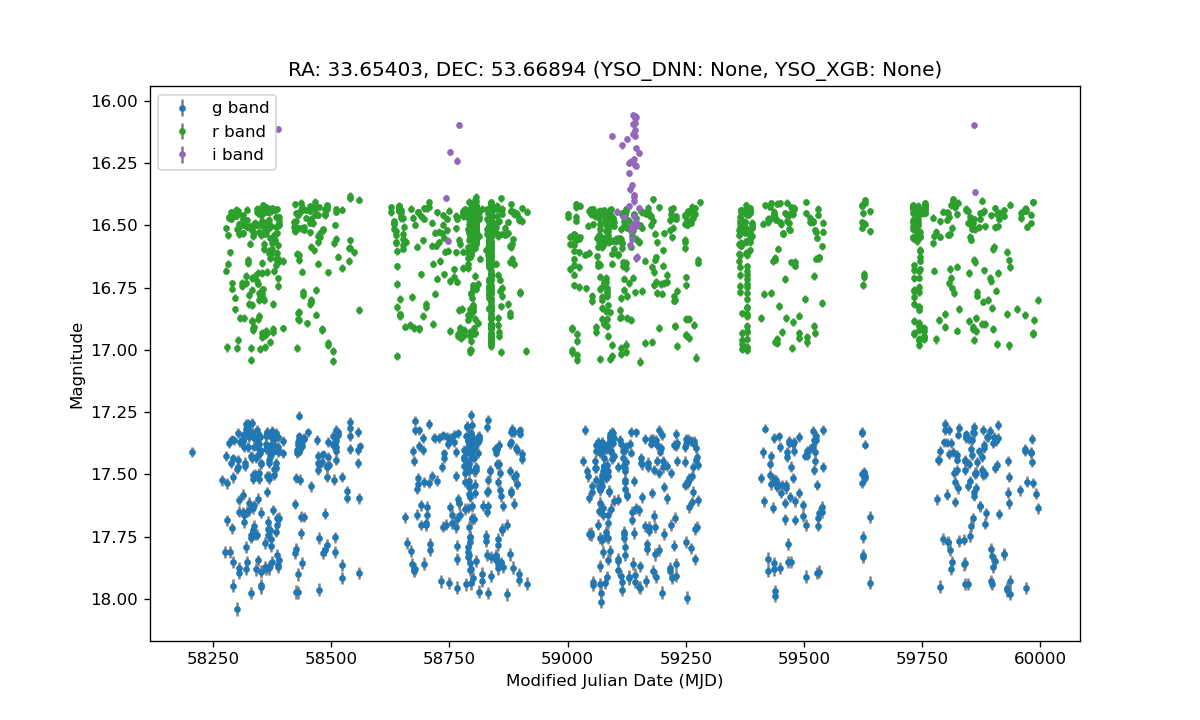 RA: 33.65403, DEC: 53.66894 (YSO_DNN: None, YSO_XGB: None)
g band
r band
i band
16.00
16.25
16.50
16.75
17.00
17.25
17.50
17.75
18.00
Magnitude
58250 58500 58750 59000 59250 59500 59750 60000
Modified Julian Date (MJD)